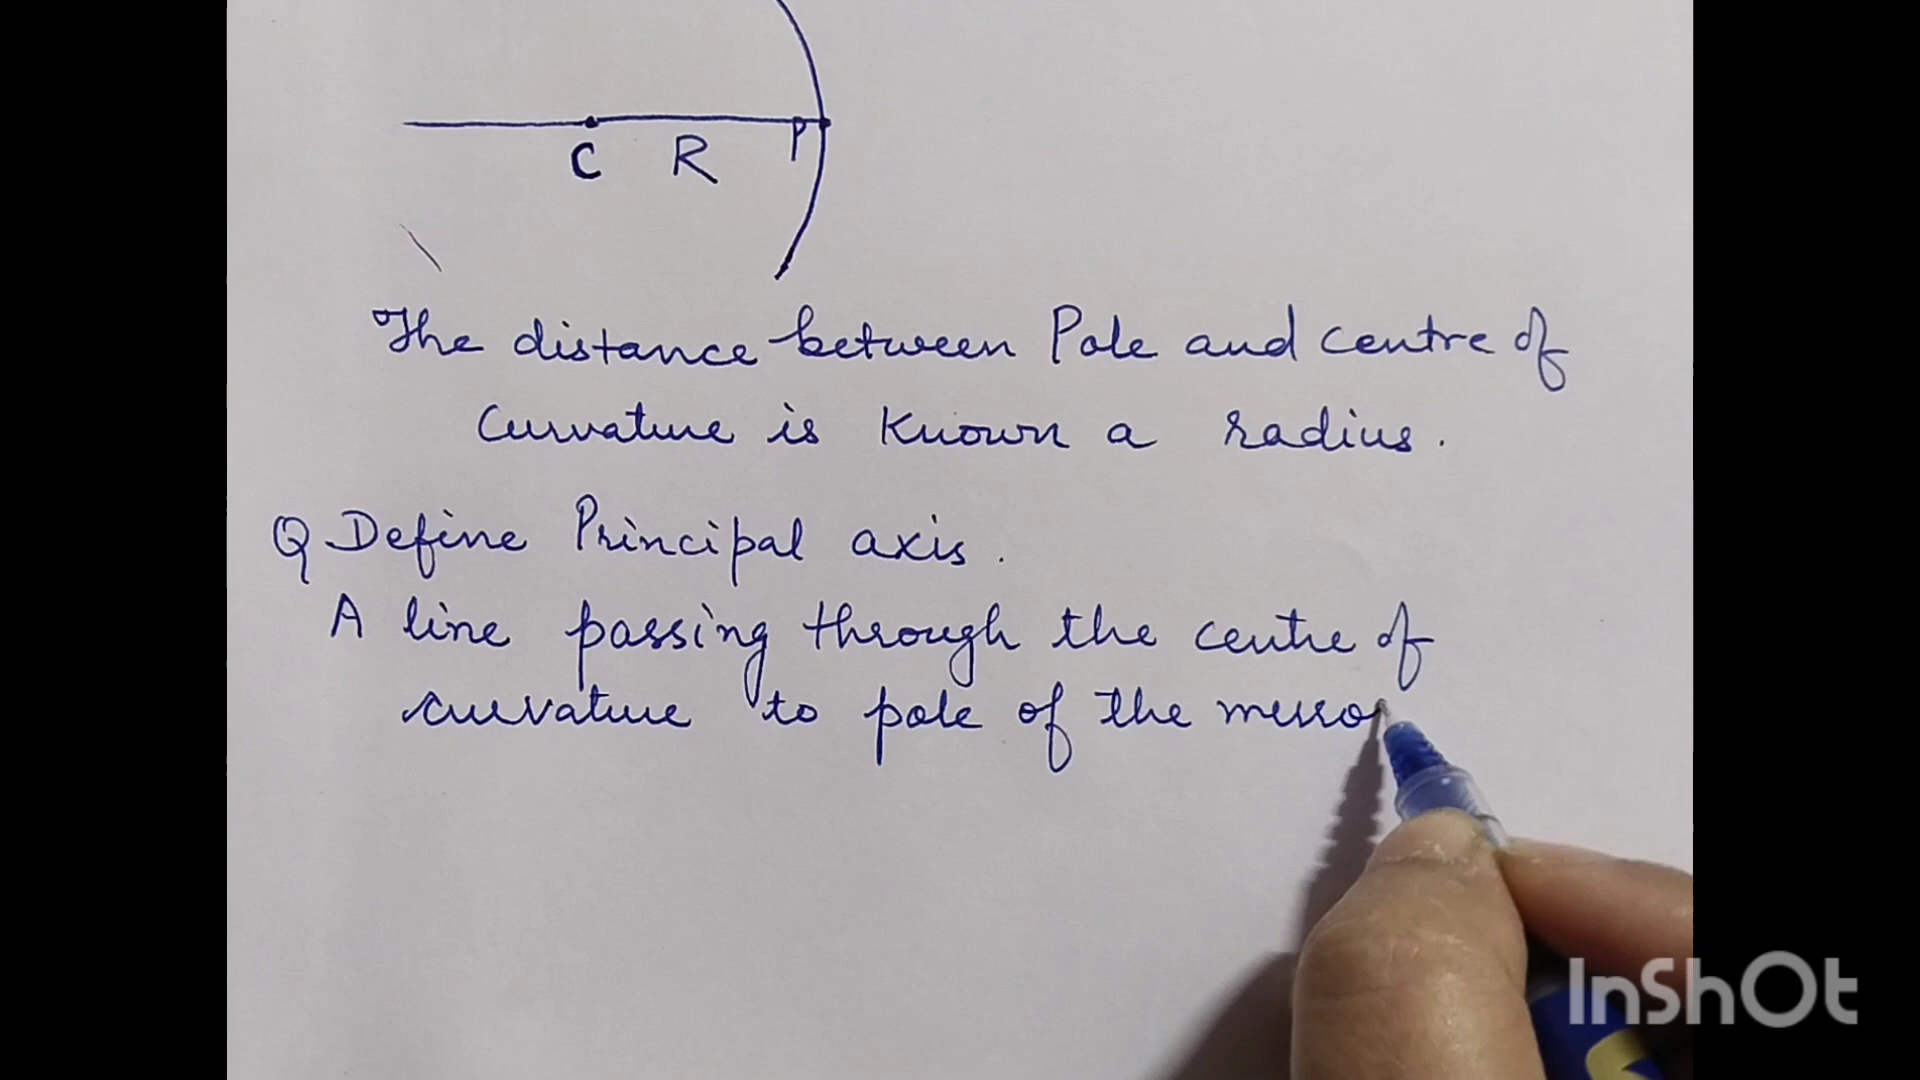 C R P
The distance between Pole and centre of
curvature is known a radius.
Q Define Principal axis.
A line passing through the centre of
curvature to pole of the mirror
InShOt